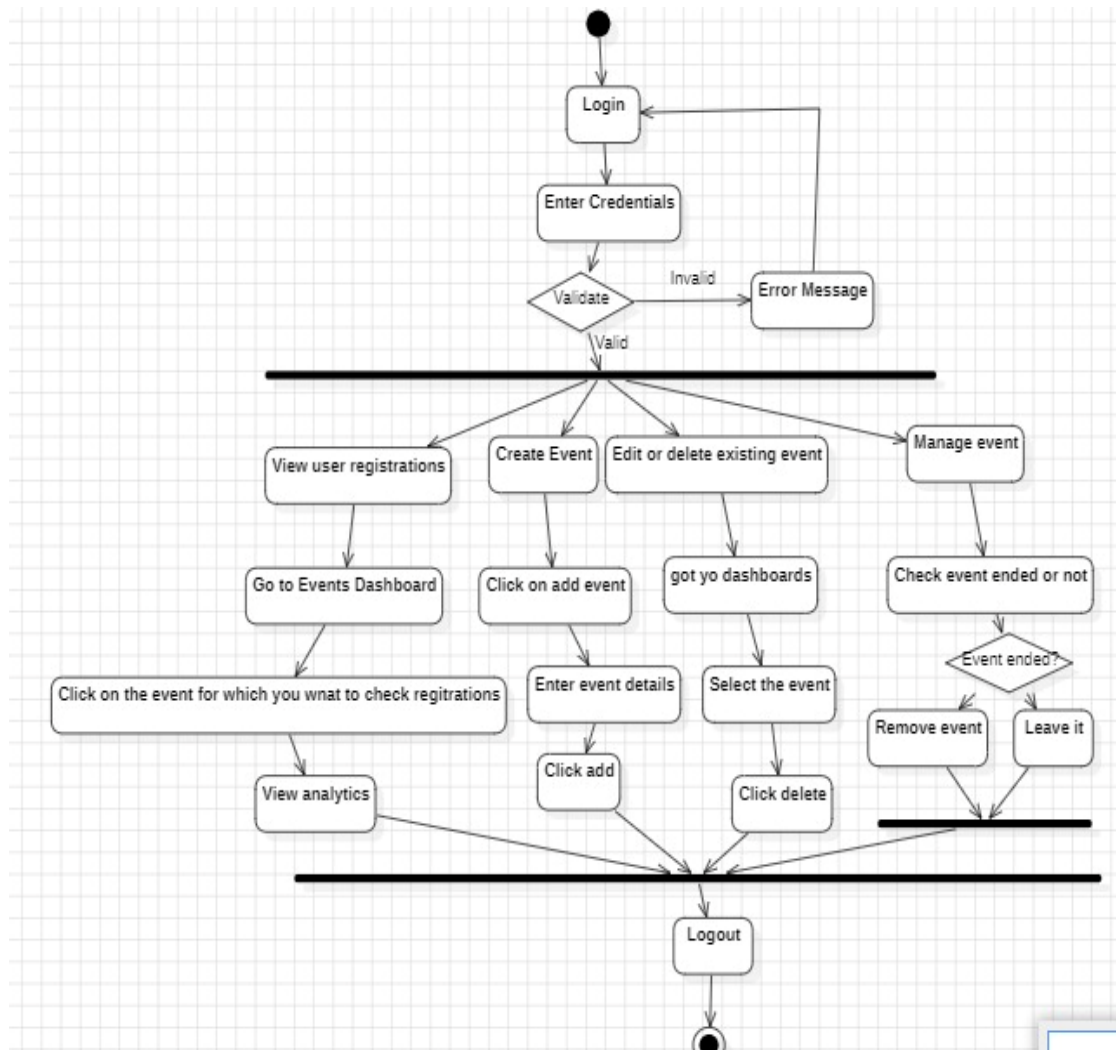 Login
Enter Credentials
Validate
Invalid
Error Message
Valid
View user registrations
Create Event
Edit or delete existing event
Manage event
Go to Events Dashboard
Click on add event
got yo dashboards
Check event ended or not
Event ended?
Click on the event for which you wnat to check regitrations
Enter event details
Select the event
Remove event
Leave it
View analytics
Click add
Click delete
Logout